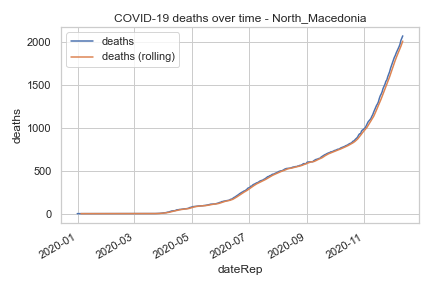 COVID-19 deaths over time - North_Macedonia
deaths
deaths (rolling)
2000
1500
1000
500
0
deaths
2020-01
2020-03
2020-05
2020-07
2020-09
2020-11
dateRep